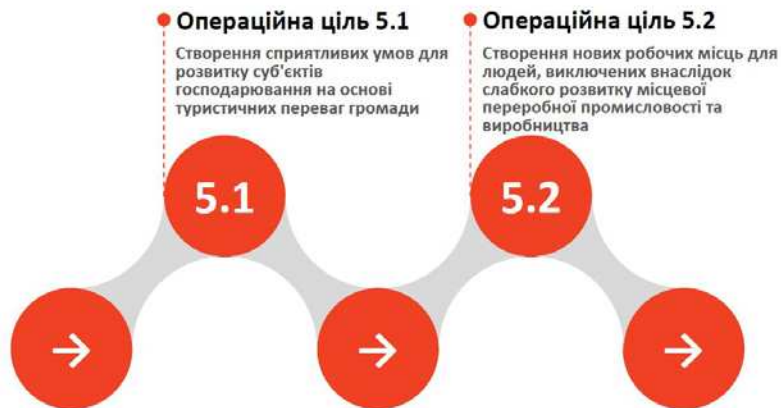 Операційна ціль 5.1
Створення сприятливих умов для
розвитку суб'єктів
господарювання на основі
туристичних переваг громади
Операційна ціль 5.2
Створення нових робочих місць для
людей, виключених внаслідок
слабкого розвитку місцевої
переробної промисловості та
виробництва
5.1
5.2